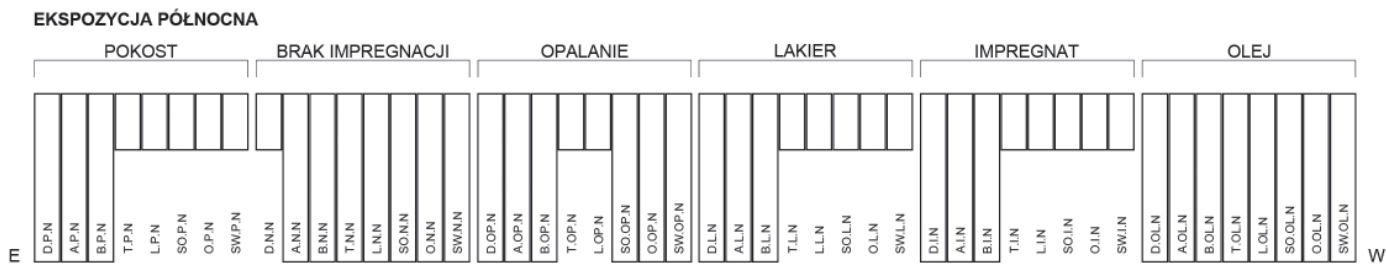 EKSPOZYCJA PÓŁNOCNA
POKOST BRAK IMPREGNACJI OPALANIE LAKIER IMPREGNAT OLEJ
E D.P.N A.P.N B.P.N T.P.N L.P.N SO.P.N O.P.N SW.P.N D.N.N A.N.N B.N.N T.N.N L.N.N SO.N.N O.N.N SW.N.N D.OP.N A.OP.N B.OP.N T.OP.N L.OP.N SO.OP.N O.OP.N SW.OP.N D.L.N A.L.N B.L.N T.L.N L.L.N SO.L.N O.L.N SW.L.N D.I.N A.I.N B.I.N T.I.N L.I.N SO.I.N O.I.N SW.I.N D.OL.N A.OL.N B.OL.N T.OL.N L.OL.N SO.OL.N O.OL.N SW.OL.N W